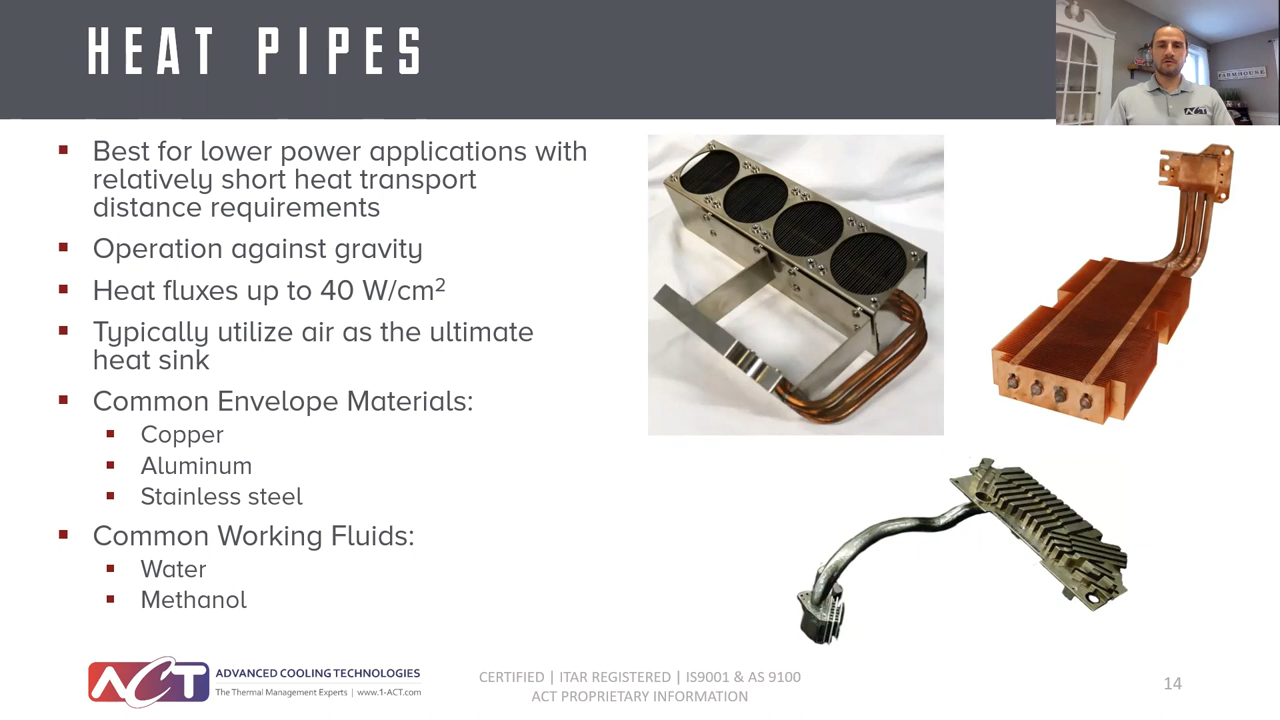 HEAT PIPES
FARMHOUSE
ACT
Best for lower power applications with
relatively short heat transport
distance requirements
Operation against gravity
Heat fluxes up to 40 W/cm²
Typically utilize air as the ultimate
heat sink
Common Envelope Materials:
Copper
Aluminum
Stainless steel
Common Working Fluids:
Water
Methanol
ACT
ADVANCED COOLING TECHNOLOGIES
The Thermal Management Experts | www.1-ACT.com
CERTIFIED | ITAR REGISTERED | IS9001 & AS 9100
ACT PROPRIETARY INFORMATION
14